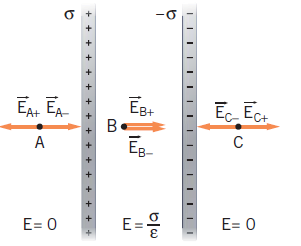 σ -σ
E⃗A+ E⃗A- E⃗B+ E⃗C- E⃗C+
A B C
E⃗B-
E= 0 E= σ/ε E= 0